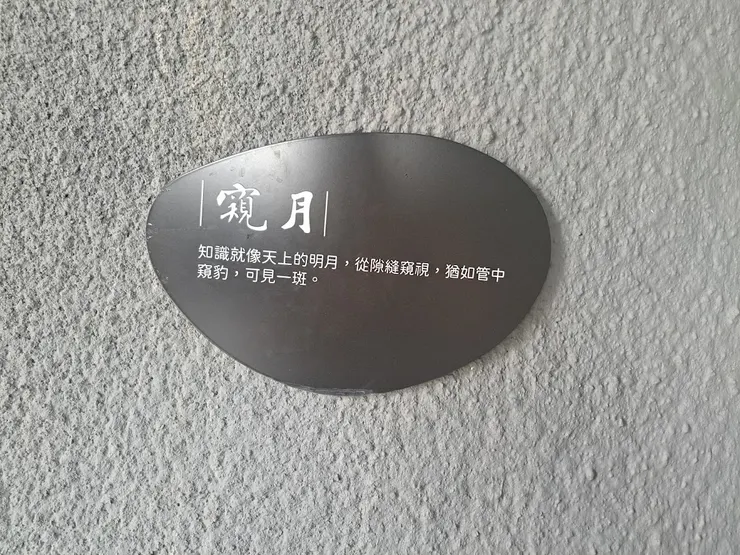 窺月
知識就像天上的明月，從隙縫窺視，猶如管中
窺豹，可見一斑。